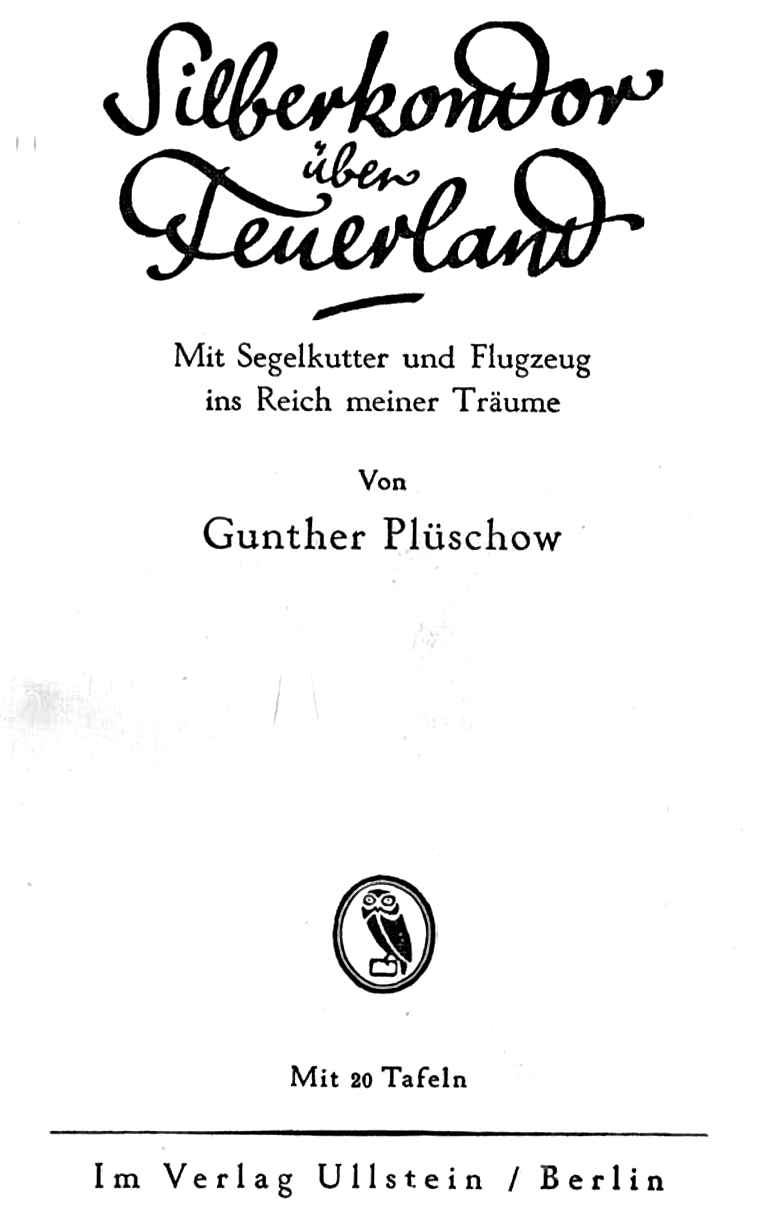 Silberkondor
über
Feuerland
Mit Segelkutter und Flugzeug
ins Reich meiner Träume
Von
Gunther Plüschow
Mit 20 Tafeln
Im Verlag Ullstein / Berlin